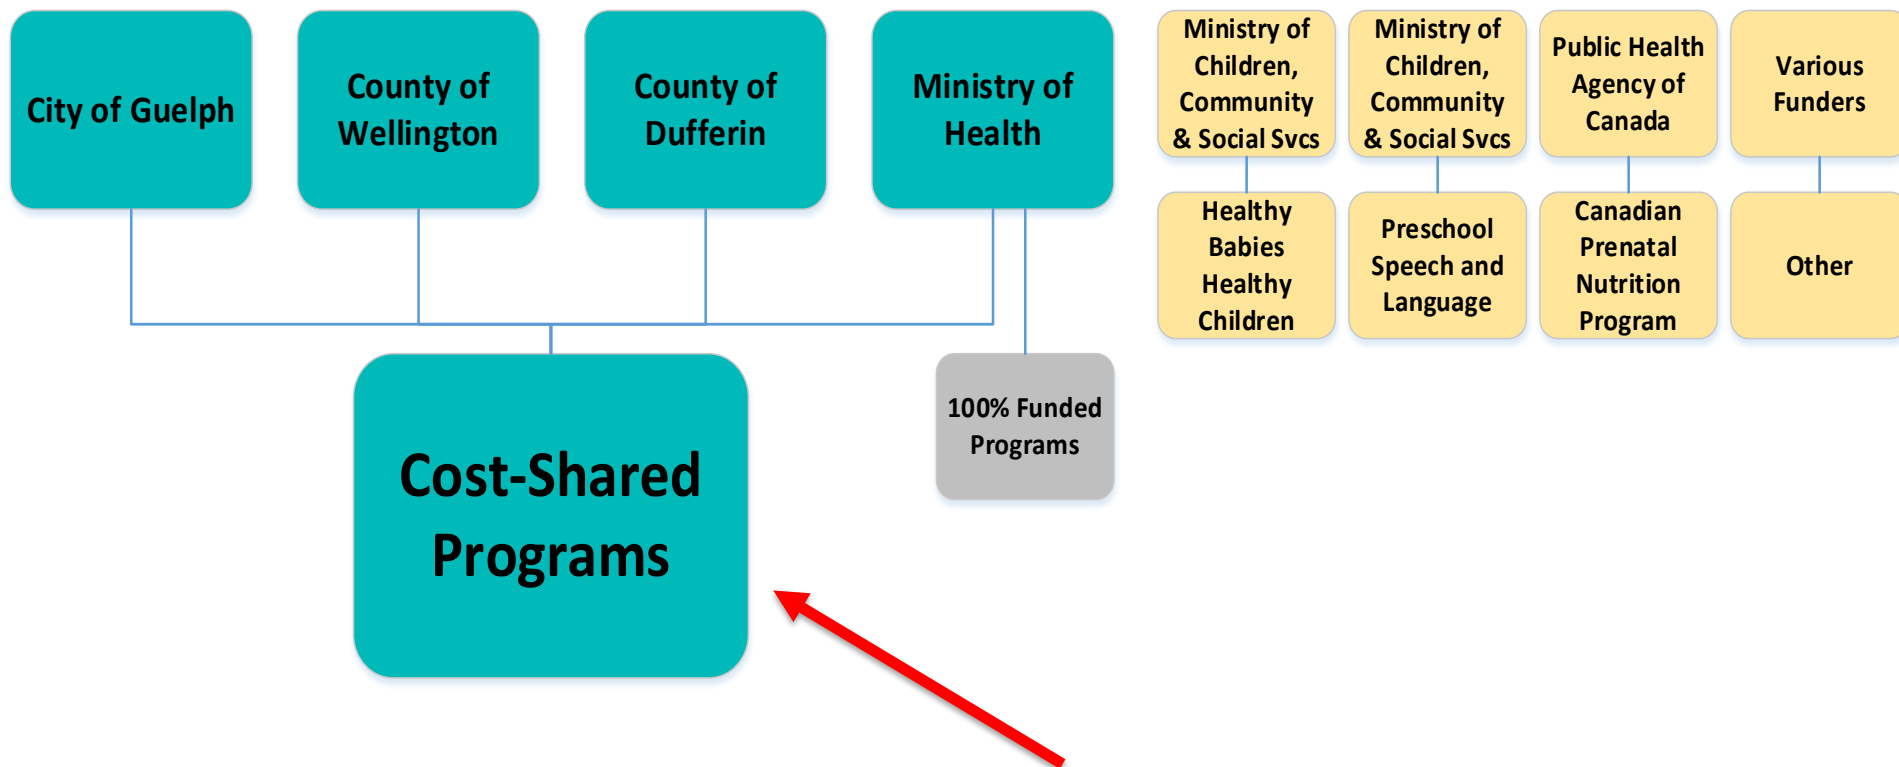 City of Guelph
County of
Wellington
County of
Dufferin
Ministry of
Health
Ministry of
Children,
Community
& Social Svcs
Ministry of
Children,
Community
& Social Svcs
Public Health
Agency of
Canada
Various
Funders
Healthy
Babies
Healthy
Children
Preschool
Speech and
Language
Canadian
Prenatal
Nutrition
Program
Other
Cost-Shared
Programs
100% Funded
Programs